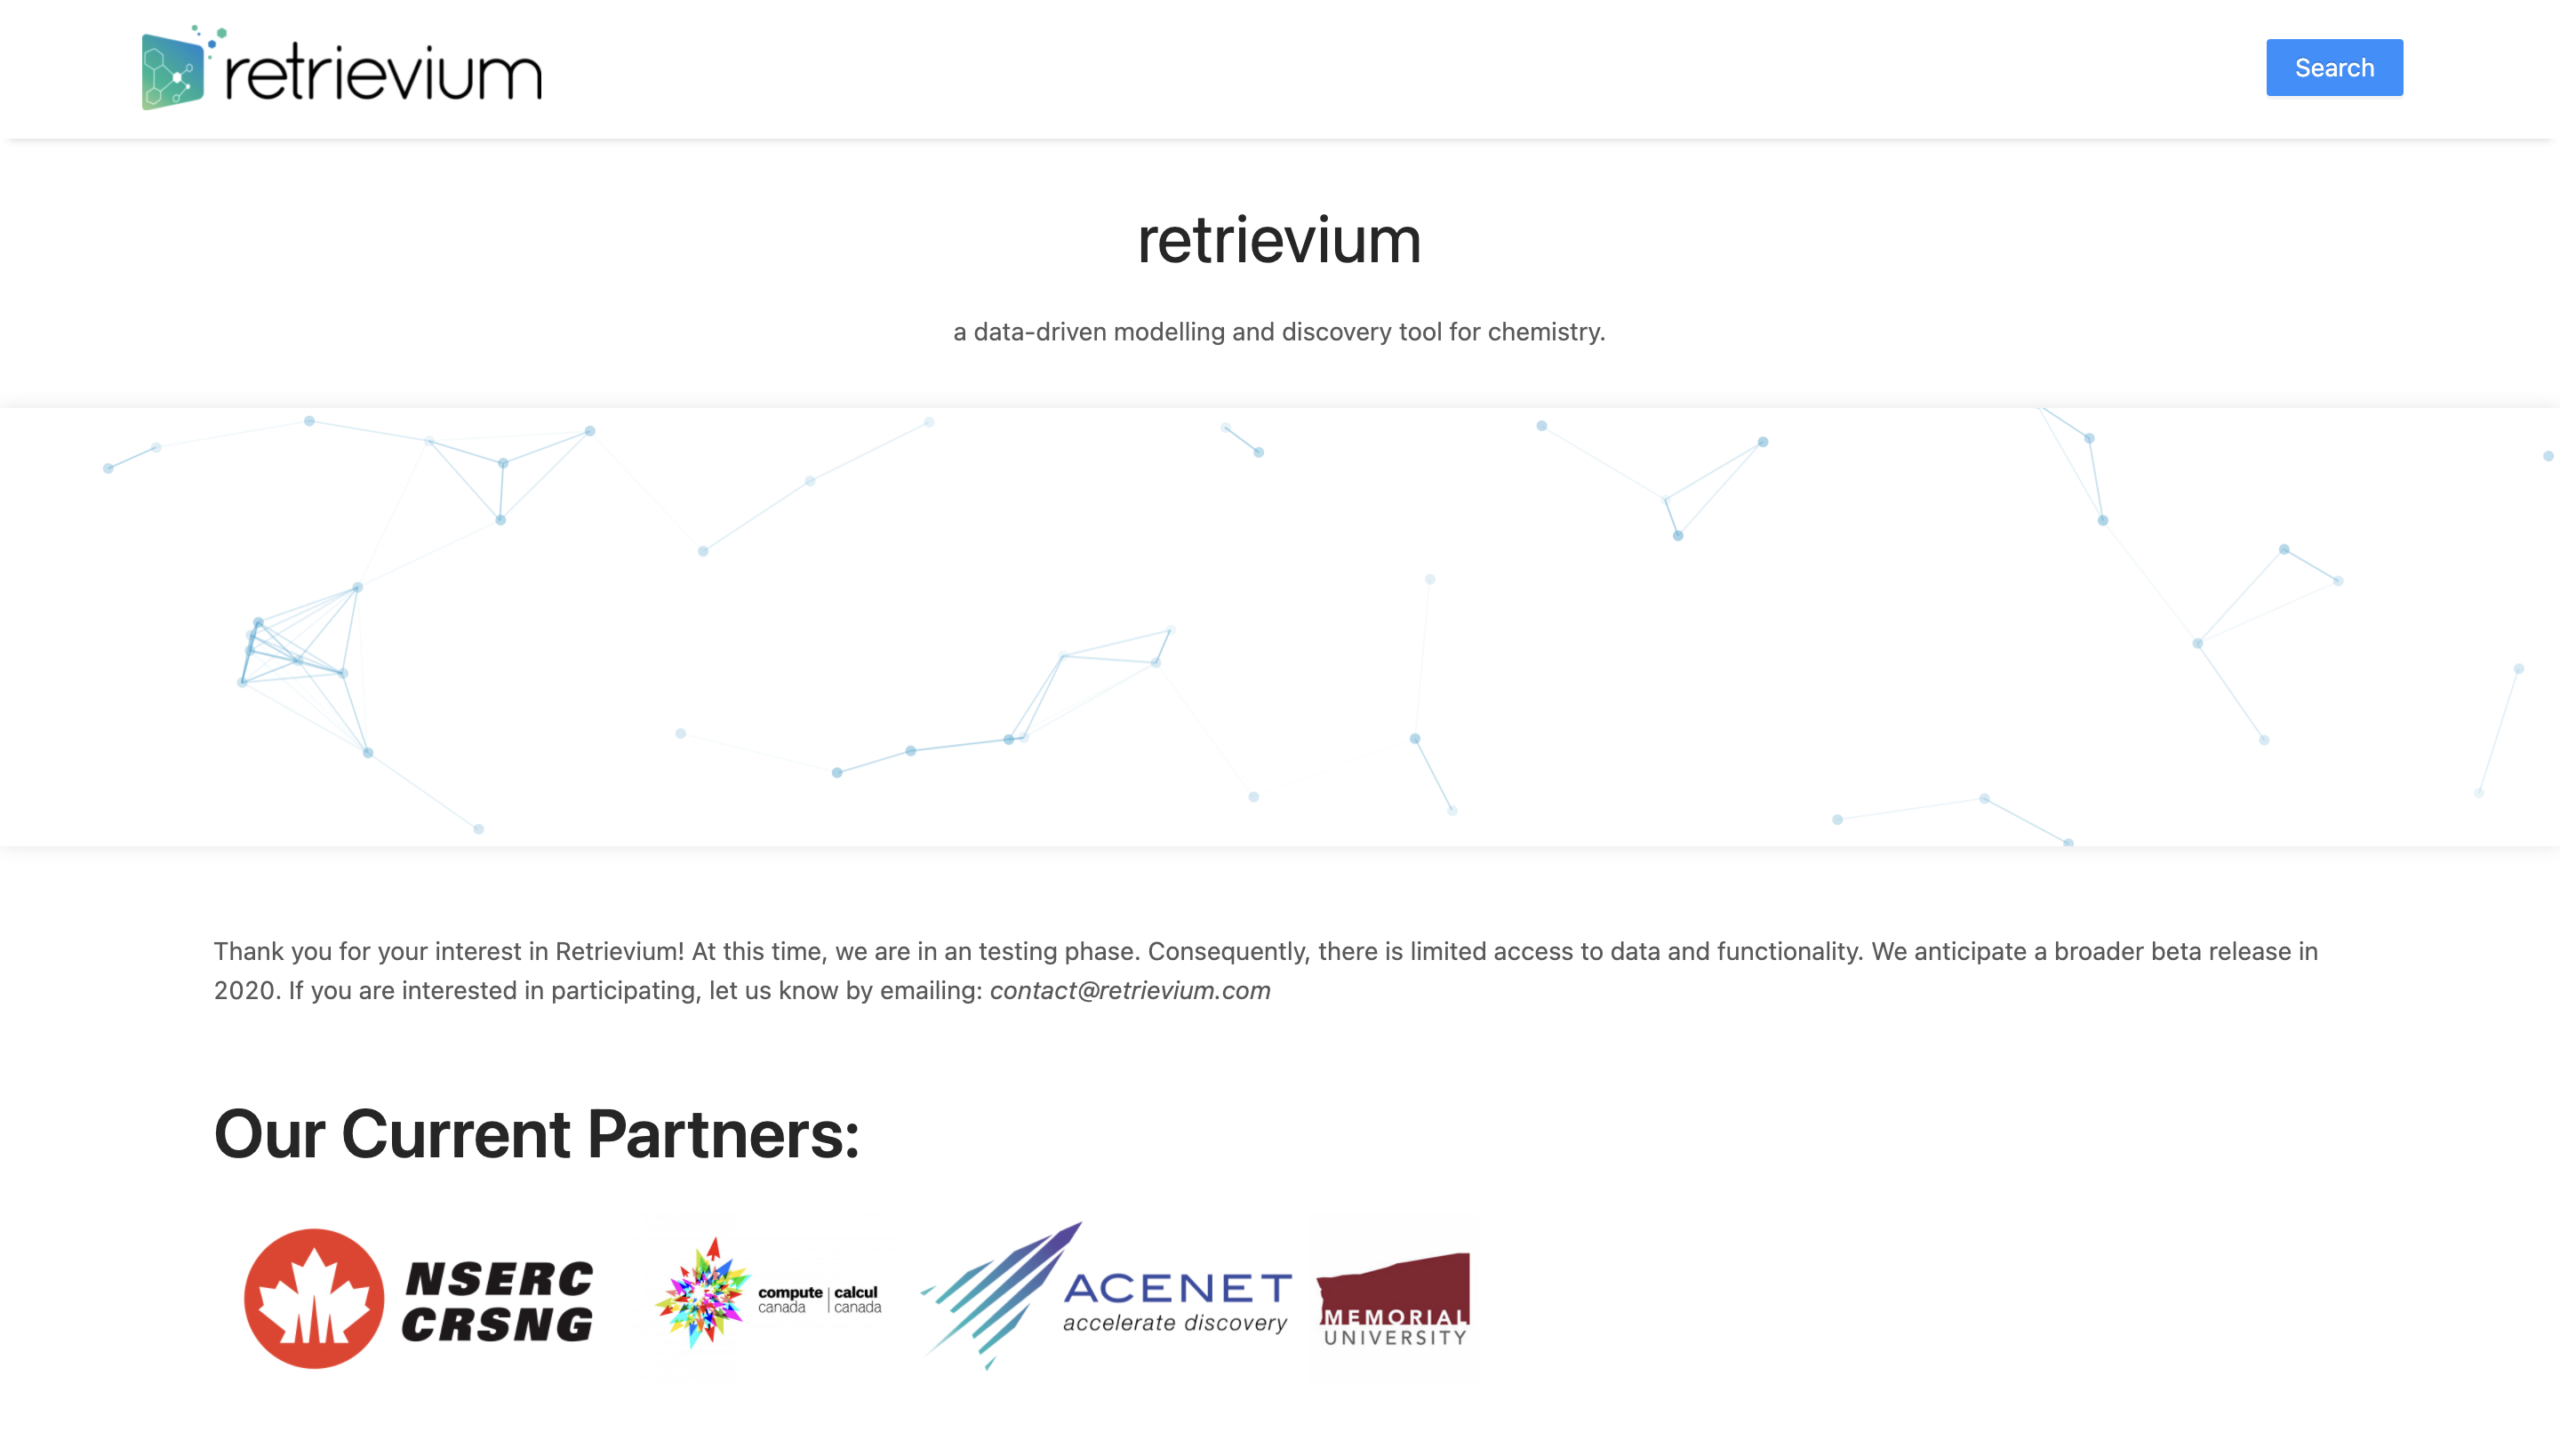 retrievium
Search
retrievium
a data-driven modelling and discovery tool for chemistry.
Thank you for your interest in Retrievium! At this time, we are in an testing phase. Consequently, there is limited access to data and functionality. We anticipate a broader beta release in
2020. If you are interested in participating, let us know by emailing: contact@retrievium.com
Our Current Partners:
NSERC
CRSNG
compute | calcul
canada | canada
ACENET
accelerate discovery
MEMORIAL
UNIVERSITY